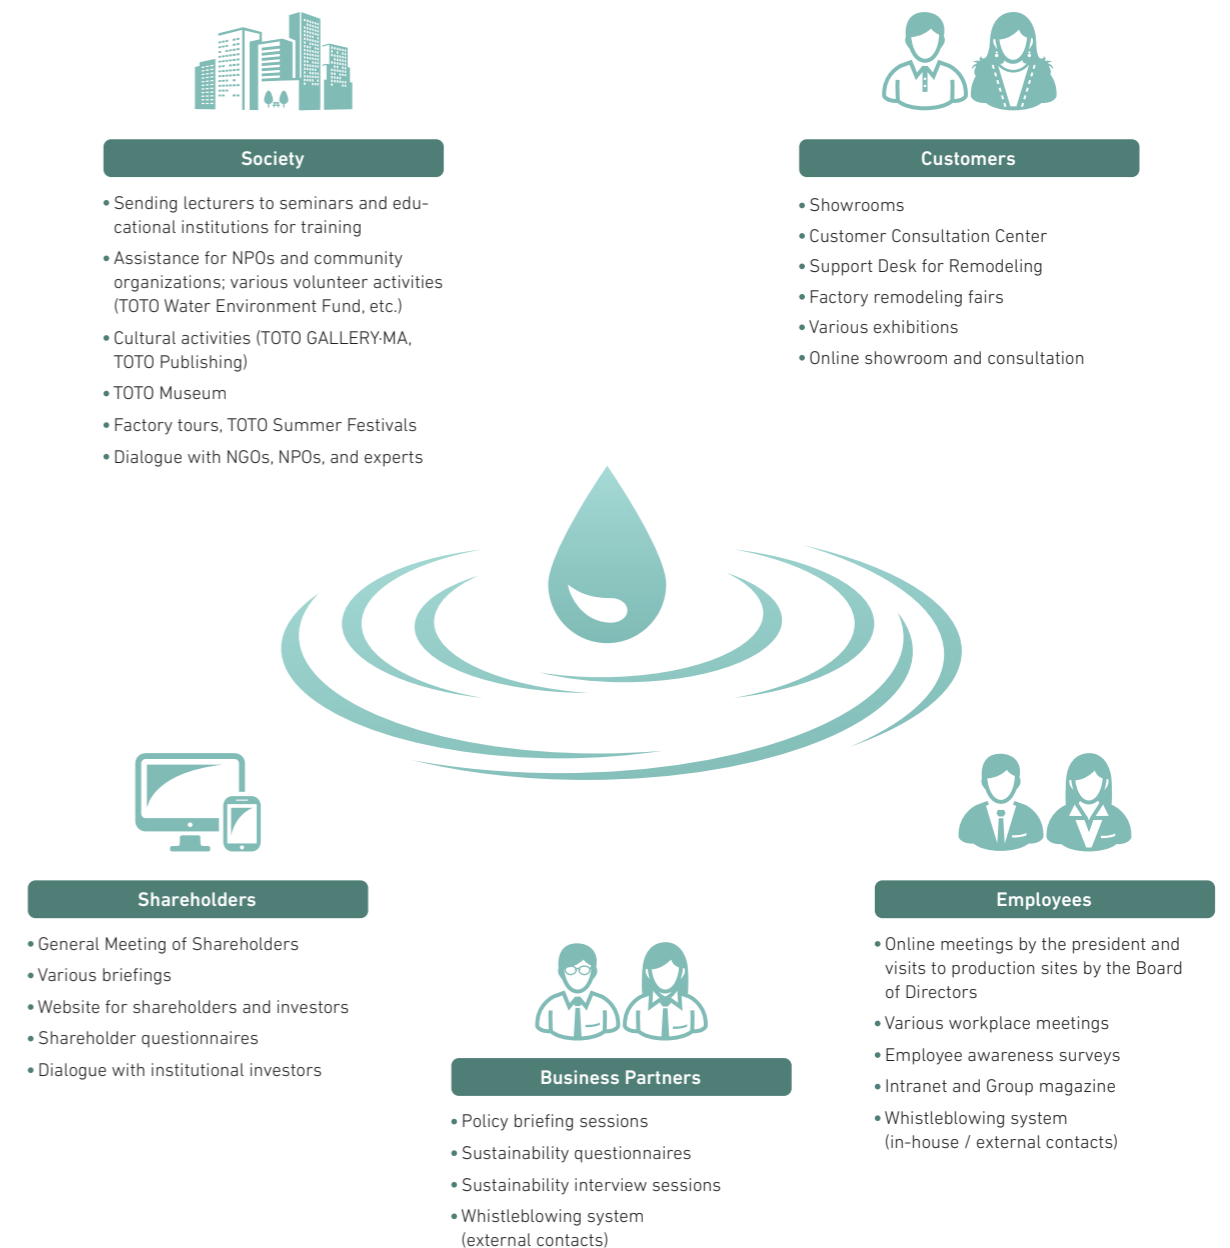 Society
• Sending lecturers to seminars and edu-
cational institutions for training
• Assistance for NPOs and community
organizations; various volunteer activities
(TOTO Water Environment Fund, etc.)
• Cultural activities (TOTO GALLERY·MA,
TOTO Publishing)
• TOTO Museum
• Factory tours, TOTO Summer Festivals
• Dialogue with NGOs, NPOs, and experts
Customers
• Showrooms
• Customer Consultation Center
• Support Desk for Remodeling
• Factory remodeling fairs
• Various exhibitions
• Online showroom and consultation
Shareholders
• General Meeting of Shareholders
• Various briefings
• Website for shareholders and investors
• Shareholder questionnaires
• Dialogue with institutional investors
Business Partners
• Policy briefing sessions
• Sustainability questionnaires
• Sustainability interview sessions
• Whistleblowing system
(external contacts)
Employees
• Online meetings by the president and
visits to production sites by the Board
of Directors
• Various workplace meetings
• Employee awareness surveys
• Intranet and Group magazine
• Whistleblowing system
(in-house / external contacts)